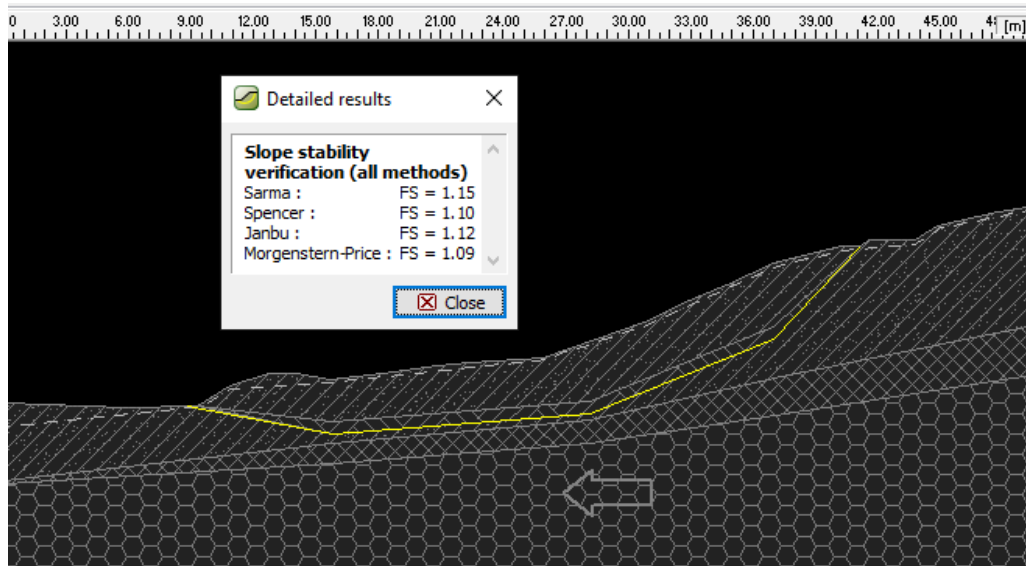 0 3.00 6.00 9.00 12.00 15.00 18.00 21.00 24.00 27.00 30.00 33.00 36.00 39.00 42.00 45.00 [m]
Detailed results
Slope stability
verification (all methods)
Sarma : FS = 1.15
Spencer : FS = 1.10
Janbu : FS = 1.12
Morgenstern-Price : FS = 1.09
Close